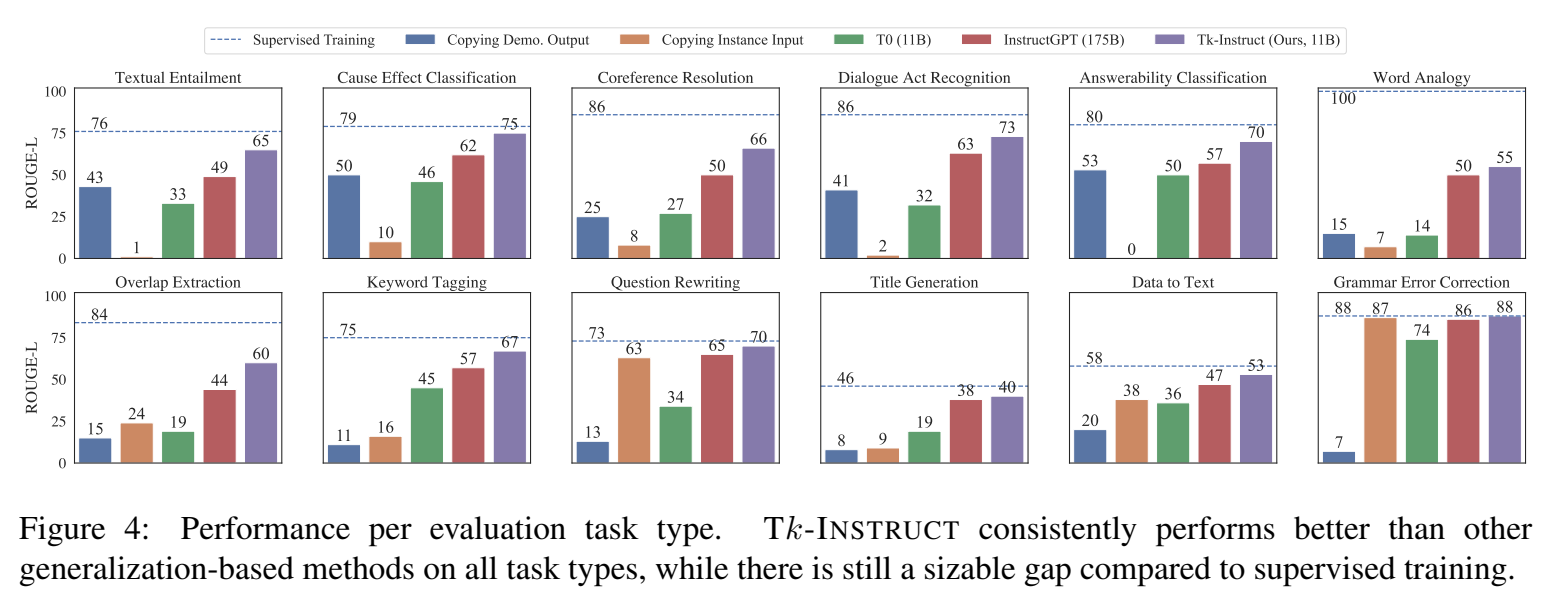 Supervised Training Copying Demo. Output Copying Instance Input T0 (11B) InstructGPT (175B) Tk-Instruct (Ours, 11B)
Textual Entailment Cause Effect Classification Coreference Resolution Dialogue Act Recognition Answerability Classification Word Analogy
ROUGE-L
100
75
50
25
0
76
43 1 33 49 65
79
50 10 46 62 75
86
25 8 27 50 66
86
41 2 32 63 73
80
53 0 50 57 70
100
15 7 14 50 55
Overlap Extraction Keyword Tagging Question Rewriting Title Generation Data to Text Grammar Error Correction
ROUGE-L
100
75
50
25
0
84
15 24 19 44 60
75
11 16 45 57 67
73
13 63 34 65 70
46
8 9 19 38 40
58
20 38 36 47 53
88
7 87 74 86 88
Figure 4: Performance per evaluation task type. Tk-INSTRUCT consistently performs better than other
generalization-based methods on all task types, while there is still a sizable gap compared to supervised training.